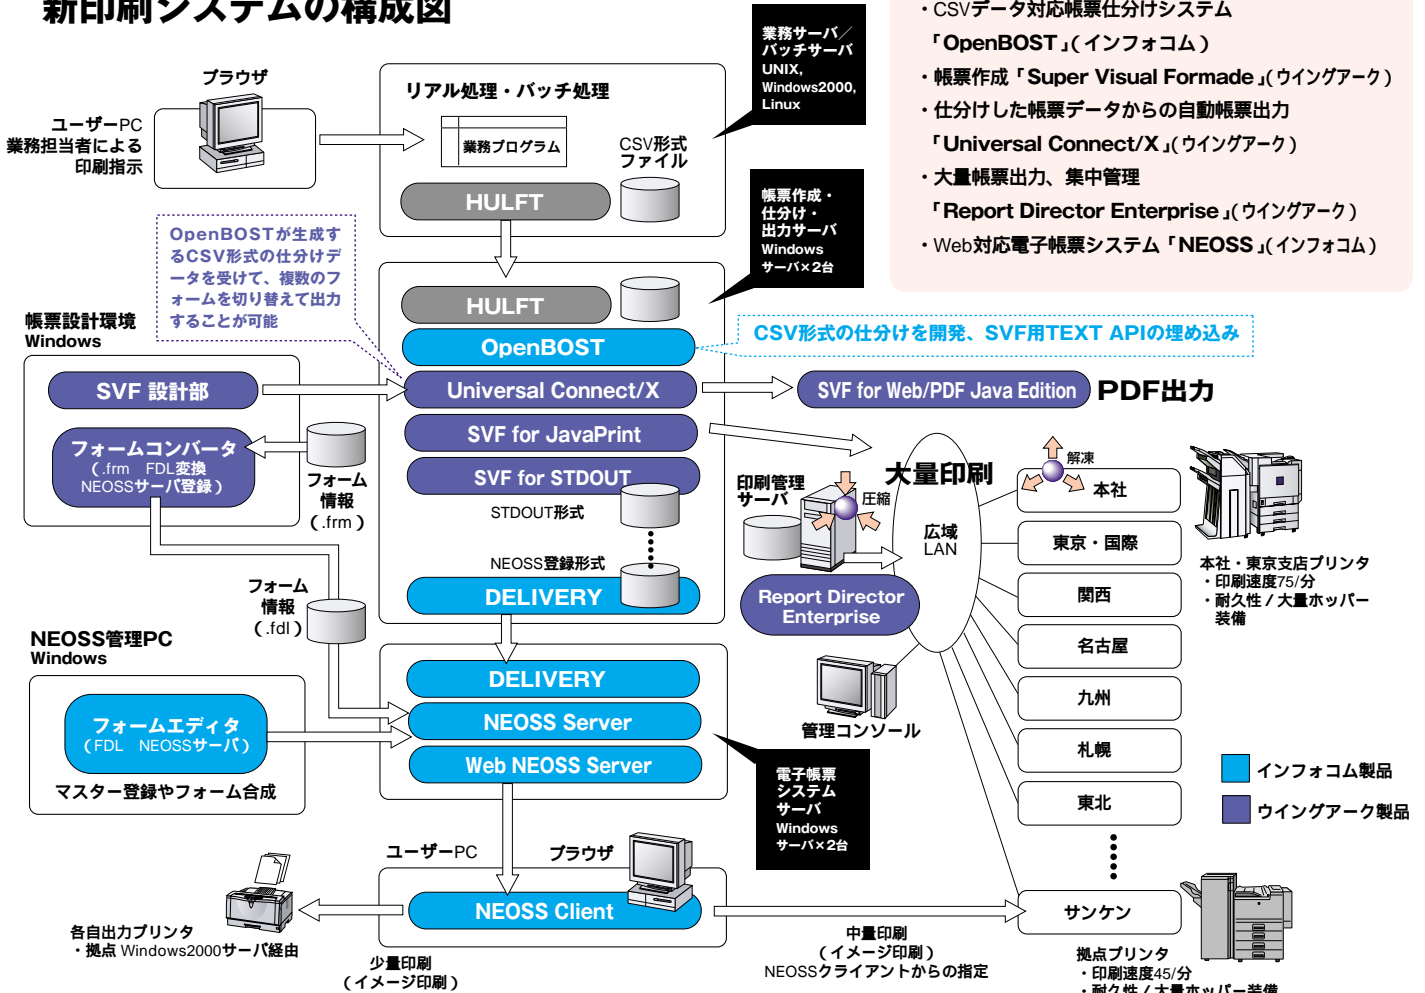 新印刷システムの構成図
・CSVデータ対応帳票仕分けシステム
「OpenBOST」(インフォコム)
・帳票作成「Super Visual Formade」(ウイングアーク)
・仕分けした帳票データからの自動帳票出力
「Universal Connect/X」(ウイングアーク)
・大量帳票出力、集中管理
「Report Director Enterprise」(ウイングアーク)
・Web対応電子帳票システム「NEOSS」(インフォコム)
業務サーバ／
バッチサーバ
UNIX,
Windows2000,
Linux
ブラウザ
ユーザーPC
業務担当者による
印刷指示
リアル処理・バッチ処理
業務プログラム
CSV形式
ファイル
HULFT
帳票作成・
仕分け・
出力サーバ
Windows
サーバ×2台
OpenBOSTが生成す
るCSV形式の仕分けデ
ータを受けて、複数のフ
ォームを切り替えて出力
することが可能
HULFT
OpenBOST
CSV形式の仕分けを開発、SVF用TEXT APIの埋め込み
帳票設計環境
Windows
SVF 設計部
Universal Connect/X
SVF for Web/PDF Java Edition
PDF出力
フォームコンバータ
(.frm FDL変換
NEOSSサーバ登録)
フォーム
情報
(.frm)
SVF for JavaPrint
SVF for STDOUT
STDOUT形式
NEOSS登録形式
DELIVERY
印刷管理
サーバ
圧縮
大量印刷
広域
LAN
Report Director
Enterprise
管理コンソール
解凍
本社
東京・国際
関西
名古屋
九州
札幌
東北
サンケン
本社・東京支店プリンタ
・印刷速度75/分
・耐久性 / 大量ホッパー
装備
フォーム
情報
(.fdl)
NEOSS管理PC
Windows
フォームエディタ
(FDL NEOSSサーバ)
マスター登録やフォーム合成
DELIVERY
NEOSS Server
Web NEOSS Server
電子帳票
システム
サーバ
Windows
サーバ×2台
インフォコム製品
ウイングアーク製品
ユーザーPC
ブラウザ
NEOSS Client
各自出力プリンタ
・拠点 Windows2000サーバ経由
少量印刷
(イメージ印刷)
中量印刷
(イメージ印刷)
NEOSSクライアントからの指定
拠点プリンタ
・印刷速度45/分
・耐久性 / 大量ホッパー装備